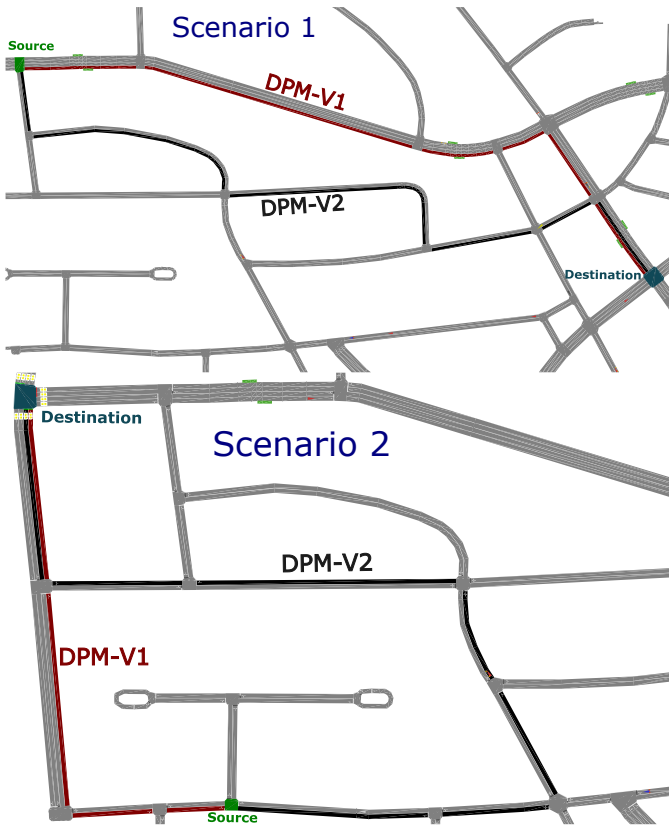 Scenario 1
Source
DPM-V1
DPM-V2
Destination
Destination
Scenario 2
DPM-V2
DPM-V1
Source